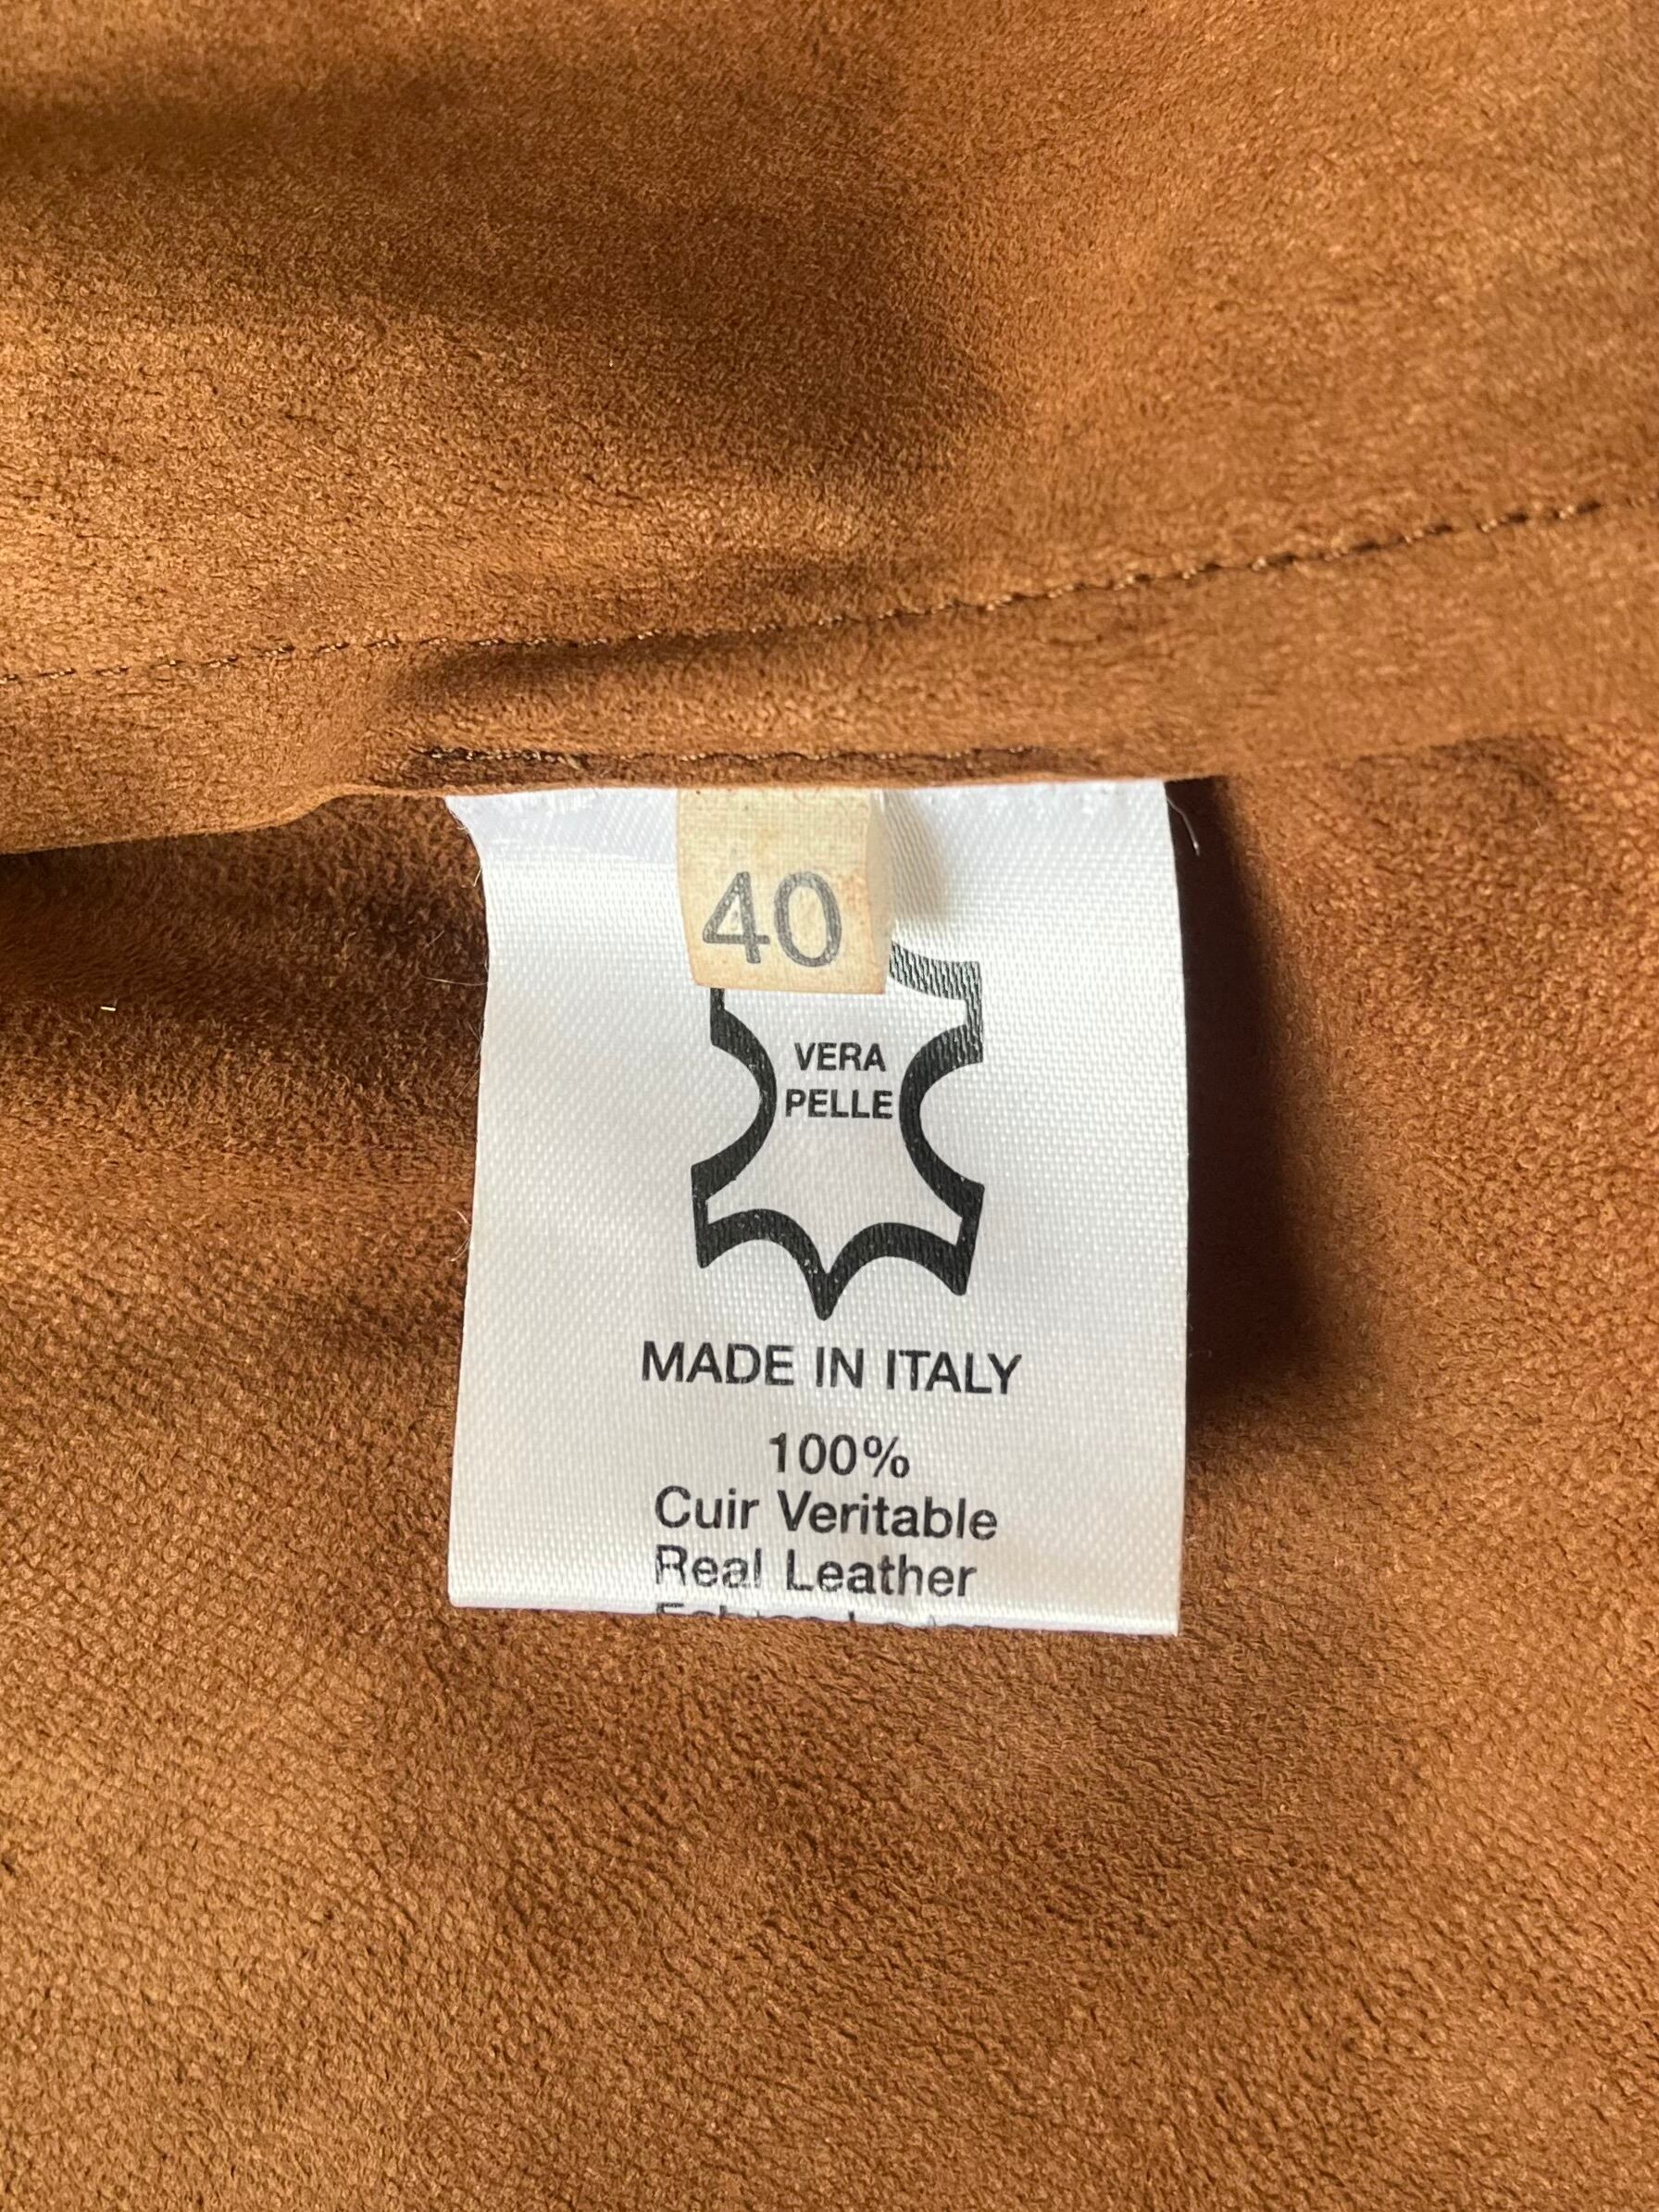 40
VERA
PELLE
MADE IN ITALY
100%
Cuir Veritable
Real Leather